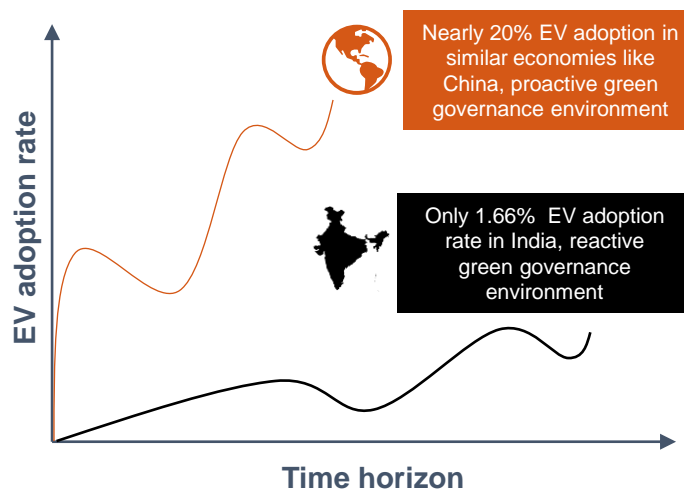 Nearly 20% EV adoption in
similar economies like
China, proactive green
governance environment
Only 1.66% EV adoption
rate in India, reactive
green governance
environment
EV adoption rate
Time horizon